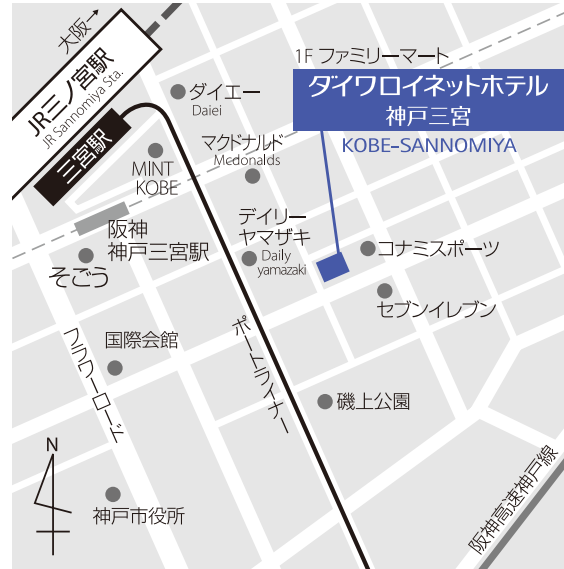 大阪→
JR三ノ宮駅
JR Sannomiya Sta.
三宮駅
1F ファミリーマート
ダイワロイネットホテル
神戸三宮
KOBE-SANNOMIYA
ダイエー
Daiei
マクドナルド
Mcdonalds
MINT
KOBE
阪神
神戸三宮駅
デイリー
ヤマザキ
Daily
yamazaki
コナミスポーツ
そごう
セブンイレブン
国際会館
フラワーロード
ポートライナー
磯上公園
N
神戸市役所
阪神高速神戸線